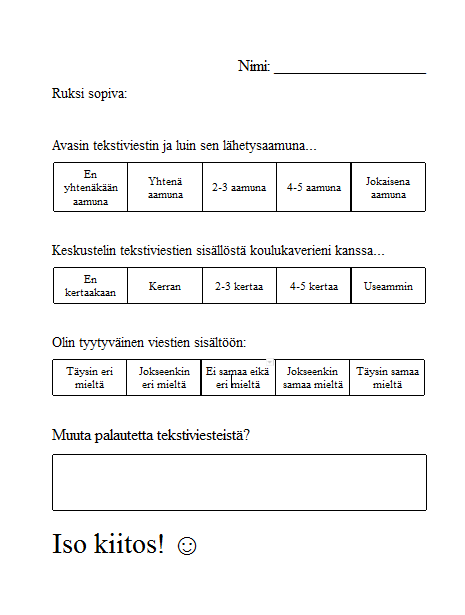 Nimi: ____________________
Ruksi sopiva:
Avasin tekstiviestin ja luin sen lähetysaamuna…
En yhtenäkään aamuna
Yhtenä aamuna
2-3 aamuna
4-5 aamuna
Jokaisena aamuna
Keskustelin tekstiviestien sisällöstä koulukaverieni kanssa…
En kertaakaan
Kerran
2-3 kertaa
4-5 kertaa
Useammin
Olin tyytyväinen viestien sisältöön:
Täysin eri mieltä
Jokseenkin eri mieltä
Ei samaa eikä eri mieltä
Jokseenkin samaa mieltä
Täysin samaa mieltä
Muuta palautetta tekstiviesteistä?
Iso kiitos! ☺